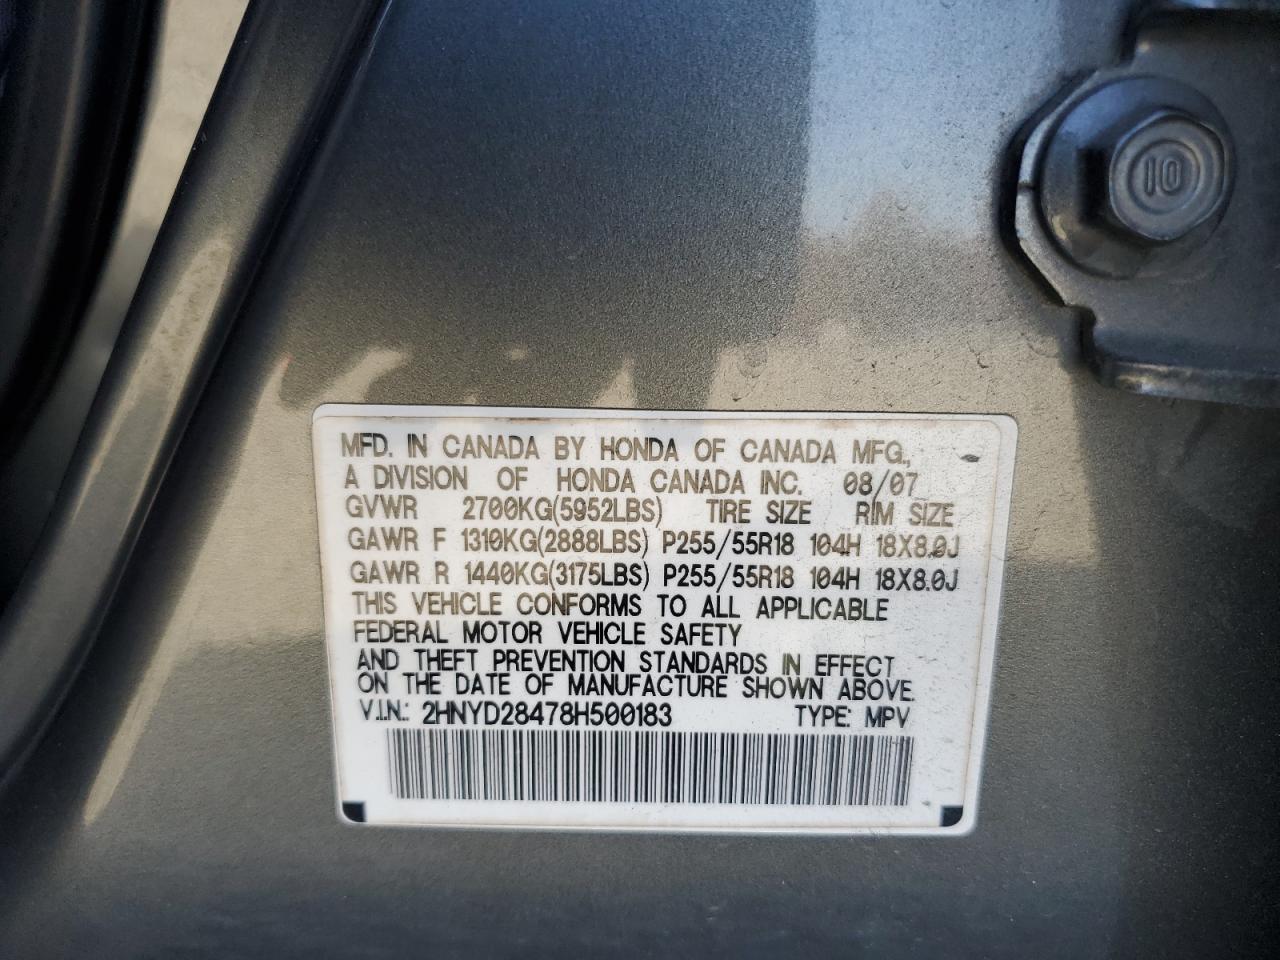 10
MFD. IN CANADA BY HONDA OF CANADA MFG.,
A DIVISION OF HONDA CANADA INC. 08/07
GVWR 2700KG(5952LBS) TIRE SIZE RIM SIZE
GAWR F 1310KG(2888LBS) P255/55R18 104H 18X8.0J
GAWR R 1440KG(3175LBS) P255/55R18 104H 18X8.0J
THIS VEHICLE CONFORMS TO ALL APPLICABLE
FEDERAL MOTOR VEHICLE SAFETY
AND THEFT PREVENTION STANDARDS IN EFFECT
ON THE DATE OF MANUFACTURE SHOWN ABOVE.
V.I.N.: 2HNYD28478H500183 TYPE: MPV